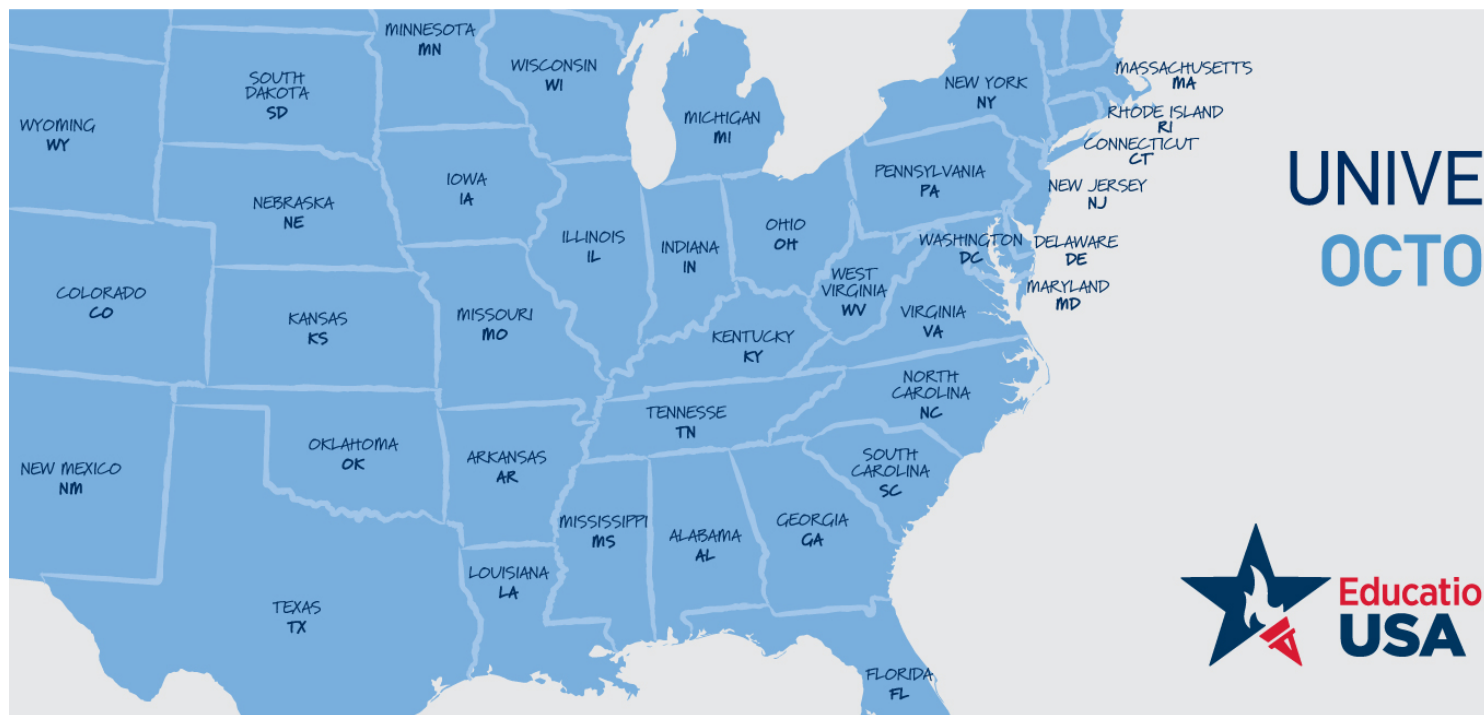 MINNESOTA
MN
WISCONSIN
WI
SOUTH
DAKOTA
SD
WYOMING
WY
MICHIGAN
MI
NEW YORK
NY
MASSACHUSETTS
MA
RHODE ISLAND
RI
CONNECTICUT
CT
NEW JERSEY
NJ
PENNSYLVANIA
PA
IOWA
IA
NEBRASKA
NE
ILLINOIS
IL
INDIANA
IN
OHIO
OH
WASHINGTON
DC
DELAWARE
DE
MARYLAND
MD
WEST
VIRGINIA
WV
VIRGINIA
VA
COLORADO
CO
KANSAS
KS
MISSOURI
MO
KENTUCKY
KY
NORTH
CAROLINA
NC
TENNESSE
TN
OKLAHOMA
OK
ARKANSAS
AR
SOUTH
CAROLINA
SC
NEW MEXICO
NM
MISSISSIPPI
MS
ALABAMA
AL
GEORGIA
GA
LOUISIANA
LA
TEXAS
TX
FLORIDA
FL
UNIVE
OCTO
Educatio
USA